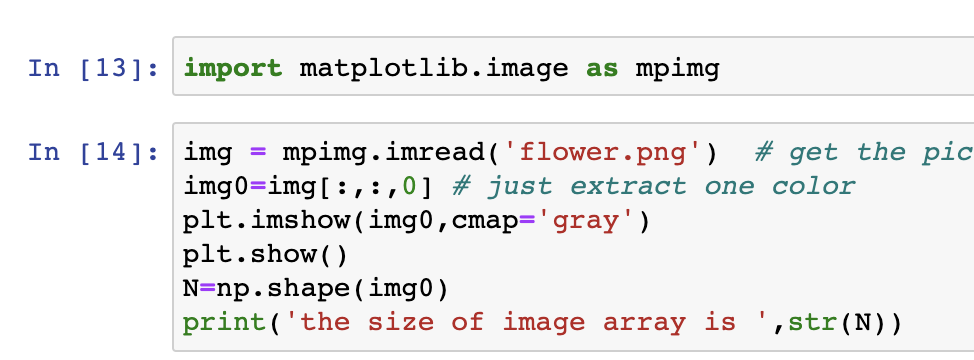 In [13]: import matplotlib.image as mpimg
In [14]: img = mpimg.imread('flower.png')  # get the pic
img0=img[:,:,0] # just extract one color
plt.imshow(img0,cmap='gray')
plt.show()
N=np.shape(img0)
print('the size of image array is ',str(N))